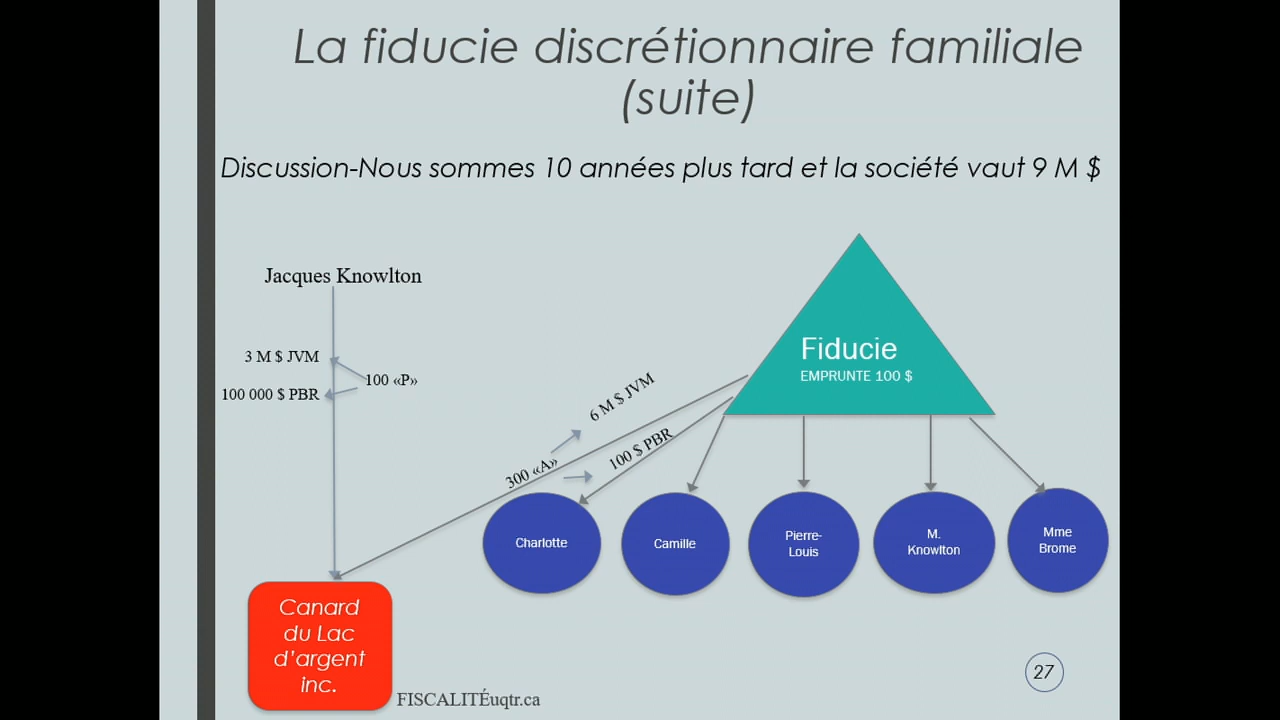 La fiducie discrétionnaire familiale
(suite)
Discussion-Nous sommes 10 années plus tard et la société vaut 9 M $
Jacques Knowlton
3 M $ JVM
100 «P»
100 000 $ PBR
Fiducie
EMPRUNTE 100 $
6 M $ JVM
300 «A»
100 $ PBR
Charlotte
Camille
Pierre-
Louis
M.
Knowlton
Mme
Brome
Canard
du Lac
d’argent
inc.
FISCALITÉuqtr.ca
27